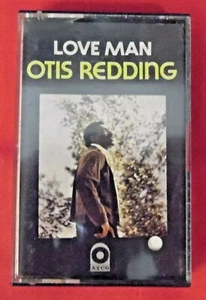 LOVE MAN
OTIS REDDING
ATCO